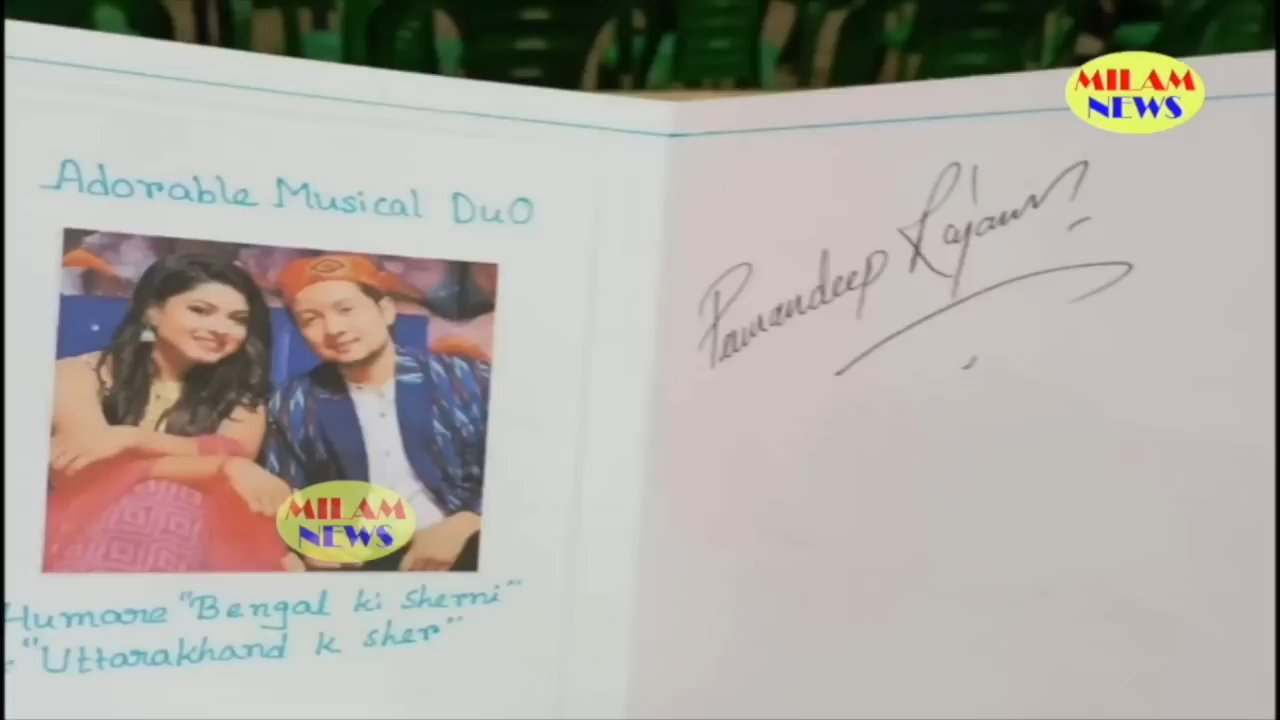 MILAM
NEWS
Adorable Musical Duo
Pawandeep Rajan
MILAM
NEWS
Humare "Bengal ki Sherni"
"Uttarakhand k sher"